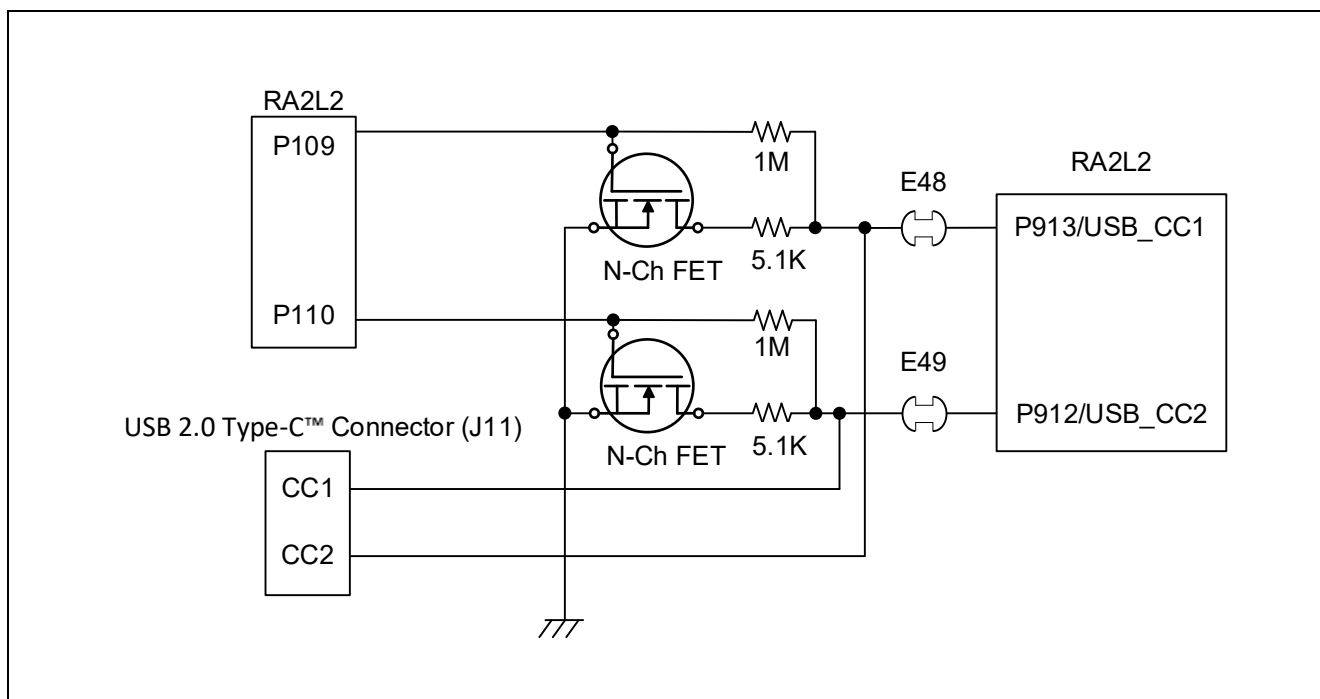 RA2L2
P109
1M
RA2L2
E48
P913/USB_CC1
5.1K
N-Ch FET
P110
1M
E49
P912/USB_CC2
USB 2.0 Type-C™ Connector (J11)
5.1K
N-Ch FET
CC1
CC2